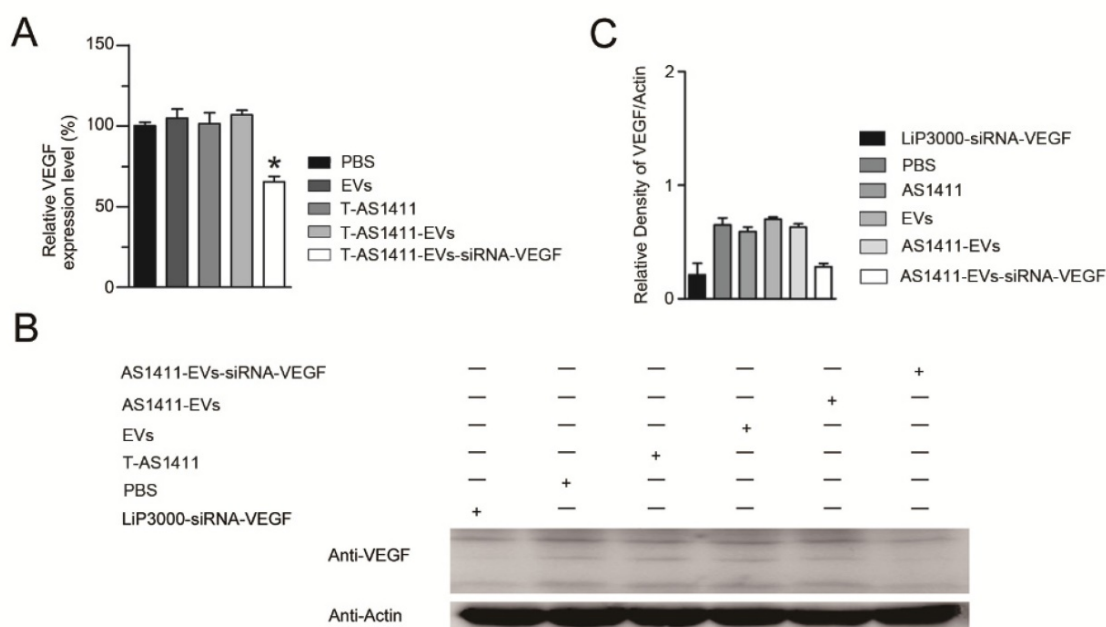 A
150
100
50
0
Relative VEGF
expression level (%)
*
PBS
EVs
T-AS1411
T-AS1411-EVs
T-AS1411-EVs-siRNA-VEGF
C
2
1
0
Relative Density of VEGF/Actin
LiP3000-siRNA-VEGF
PBS
AS1411
EVs
AS1411-EVs
AS1411-EVs-siRNA-VEGF
B
AS1411-EVs-siRNA-VEGF — — — — — +
AS1411-EVs — — — — + —
EVs — — — + — —
T-AS1411 — — + — — —
PBS — + — — — —
LiP3000-siRNA-VEGF + — — — — —
Anti-VEGF
Anti-Actin